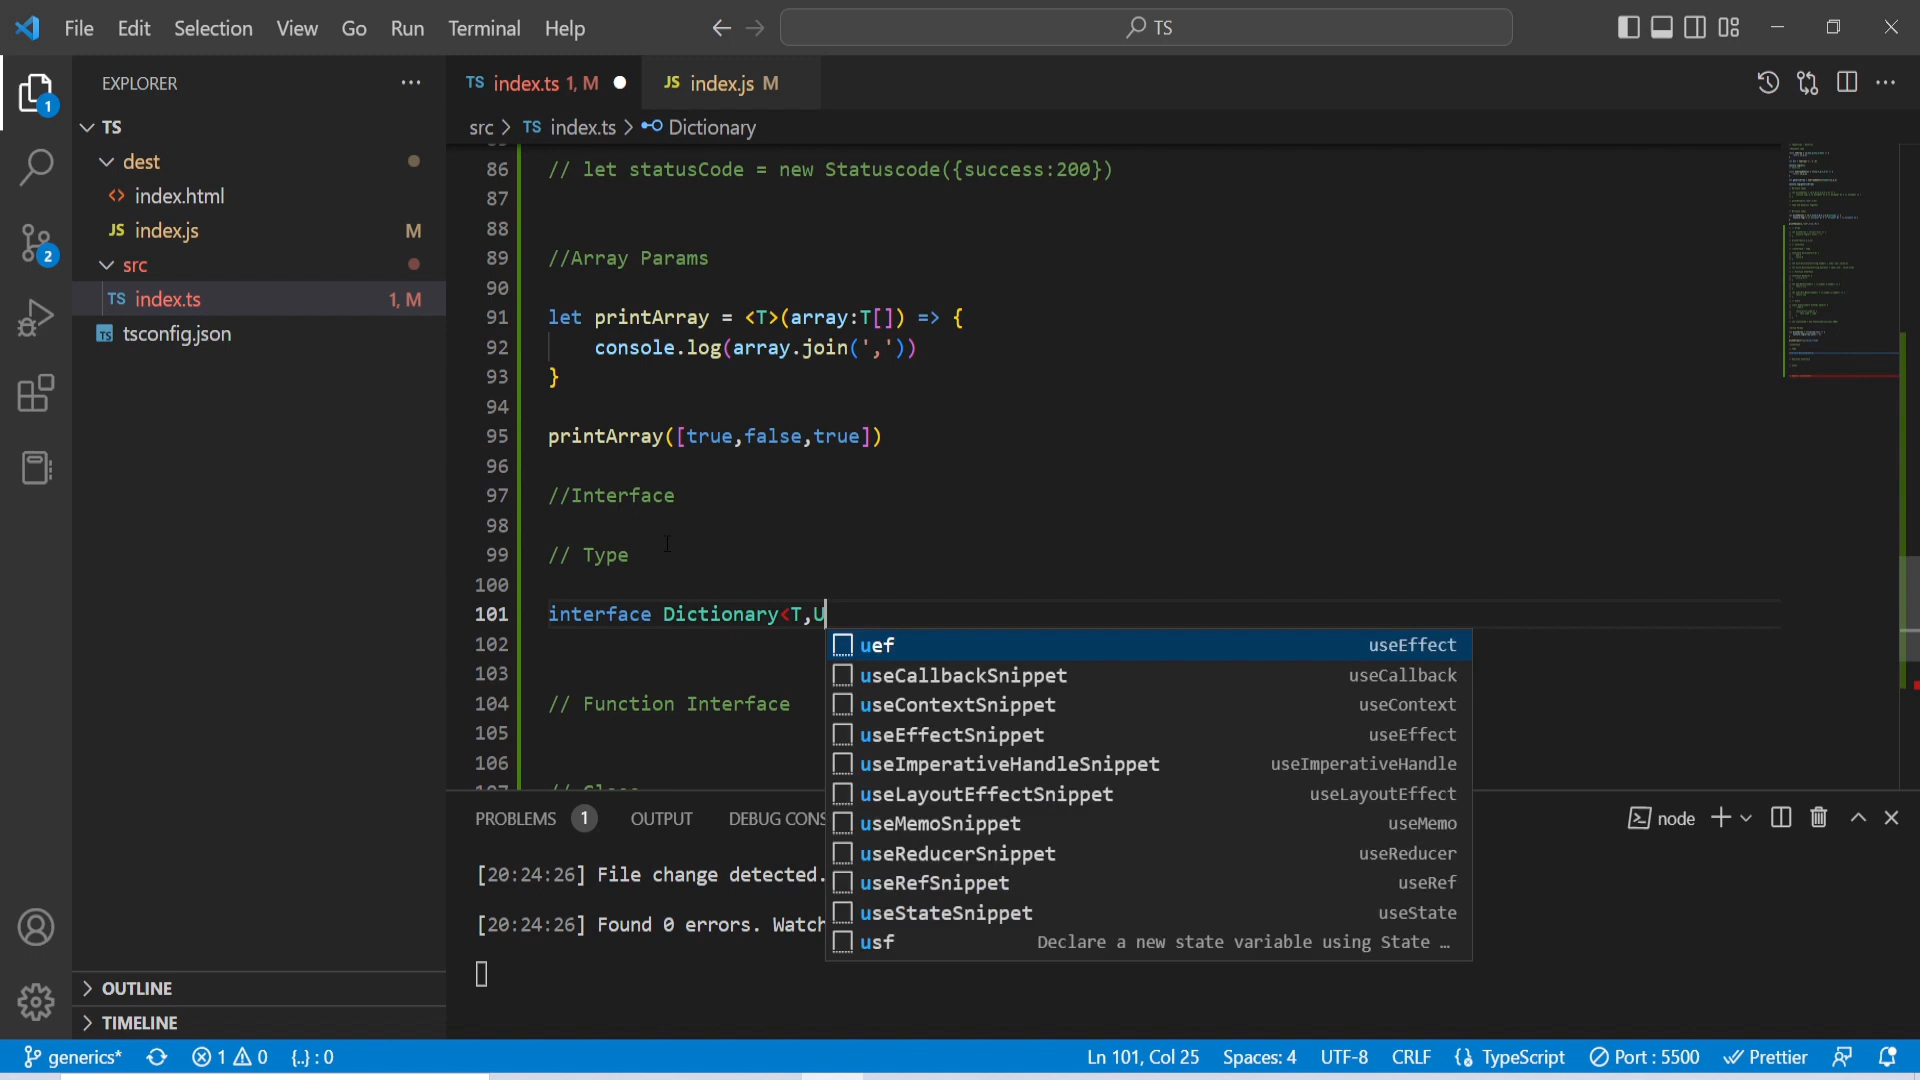 File Edit Selection View Go Run Terminal Help
TS
EXPLORER
TS index.ts 1, M
JS index.js M
1
TS
src > TS index.ts > Dictionary
dest
index.html
JS index.js M
2
src
TS index.ts 1, M
TS tsconfig.json
86 // let statusCode = new Statuscode({success:200})
87
88
89 //Array Params
90
91 let printArray = <T>(array:T[]) => {
92 console.log(array.join(','))
93 }
94
95 printArray([true,false,true])
96
97 //Interface
98
99 // Type
100
101 interface Dictionary<T,U
102
103
104 // Function Interface
105
106
uef useEffect
useCallbackSnippet useCallback
useContextSnippet useContext
useEffectSnippet useEffect
useImperativeHandleSnippet useImperativeHandle
useLayoutEffectSnippet useLayoutEffect
useMemoSnippet useMemo
useReducerSnippet useReducer
useRefSnippet useRef
useStateSnippet useState
usf Declare a new state variable using State …
PROBLEMS 1 OUTPUT DEBUG CONS
node
[20:24:26] File change detected.
[20:24:26] Found 0 errors. Watch
OUTLINE
TIMELINE
generics* 1 0 {..} : 0
Ln 101, Col 25 Spaces: 4 UTF-8 CRLF TypeScript Port : 5500 Prettier